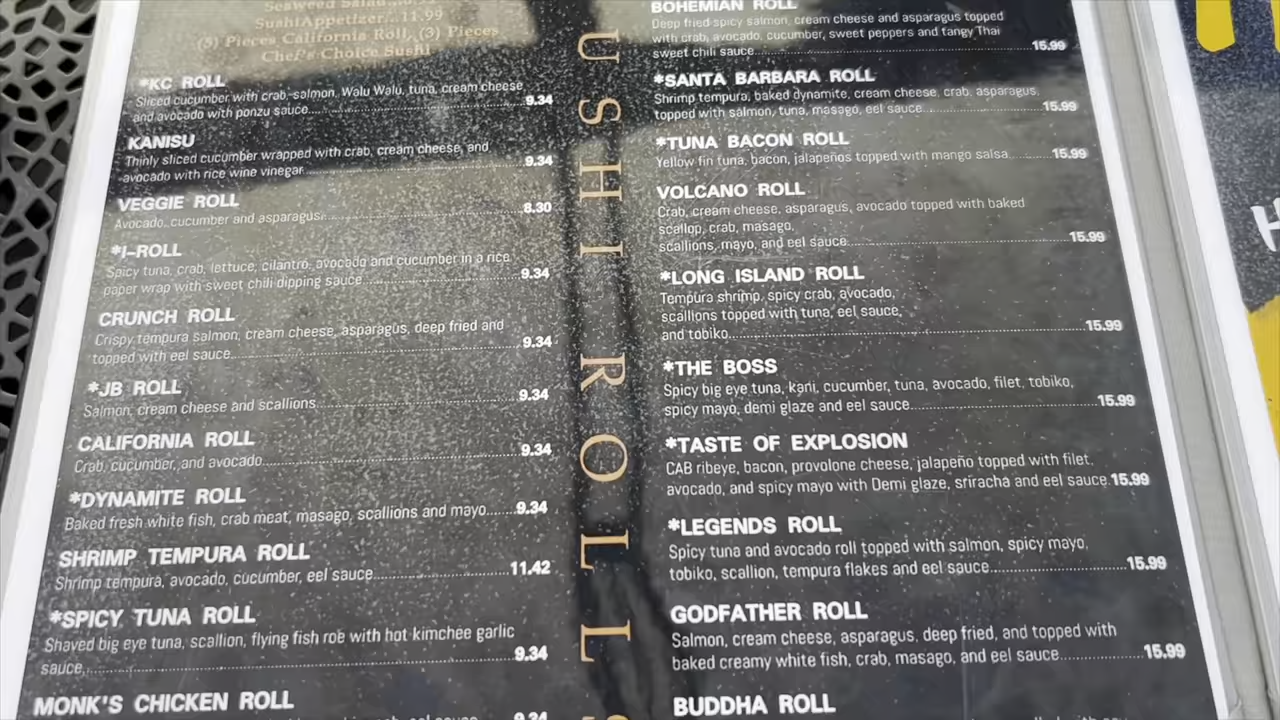 Seaweed Salad
Sushi Appetizer...11.99
(5) Pieces California Roll, (3) Pieces
Chef's Choice Sushi
*KC ROLL
Sliced cucumber with crab, salmon, Walu Walu, tuna, cream cheese
and avocado with ponzu sauce 9.34
KANISU
Thinly sliced cucumber wrapped with crab, cream cheese, and
avocado with rice wine vinegar 9.34
VEGGIE ROLL
Avocado, cucumber and asparagus 8.30
*I-ROLL
Spicy tuna, crab, lettuce, cilantro, avocado and cucumber in a rice
paper wrap with sweet chili dipping sauce 9.34
CRUNCH ROLL
Crispy tempura salmon, cream cheese, asparagus, deep fried and
topped with eel sauce 9.34
*JB ROLL
Salmon, cream cheese and scallions 9.34
CALIFORNIA ROLL
Crab, cucumber, and avocado 9.34
*DYNAMITE ROLL
Baked fresh white fish, crab meat, masago, scallions and mayo 9.34
SHRIMP TEMPURA ROLL
Shrimp tempura, avocado, cucumber, eel sauce 11.42
*SPICY TUNA ROLL
Shaved big eye tuna, scallion, flying fish roe with hot kimchee garlic
sauce 9.34
MONK'S CHICKEN ROLL
9.34
USHI ROLLS
BOHEMIAN ROLL
Deep fried spicy salmon, cream cheese and asparagus topped
with crab, avocado, cucumber, sweet peppers and tangy Thai
sweet chili sauce 15.99
*SANTA BARBARA ROLL
Shrimp tempura, baked dynamite, cream cheese, crab, asparagus,
topped with salmon, tuna, masago, eel sauce 15.99
*TUNA BACON ROLL
Yellow fin tuna, bacon, jalapeños topped with mango salsa 15.99
VOLCANO ROLL
Crab, cream cheese, asparagus, avocado topped with baked
scallop, crab, masago,
scallions, mayo, and eel sauce 15.99
*LONG ISLAND ROLL
Tempura shrimp, spicy crab, avocado,
scallions topped with tuna, eel sauce,
and tobiko 15.99
*THE BOSS
Spicy big eye tuna, kani, cucumber, tuna, avocado, filet, tobiko,
spicy mayo, demi glaze and eel sauce 15.99
*TASTE OF EXPLOSION
CAB ribeye, bacon, provolone cheese, jalapeño topped with filet,
avocado, and spicy mayo with Demi glaze, sriracha and eel sauce 15.99
*LEGENDS ROLL
Spicy tuna and avocado roll topped with salmon, spicy mayo,
tobiko, scallion, tempura flakes and eel sauce 15.99
GODFATHER ROLL
Salmon, cream cheese, asparagus, deep fried, and topped with
baked creamy white fish, crab, masago, and eel sauce 15.99
BUDDHA ROLL
H